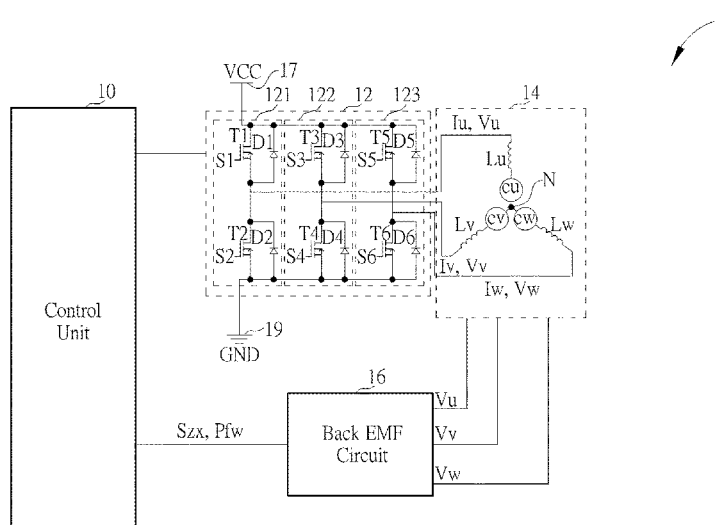 10
VCC
17
121
122
12
123
14
T1
D1
T3
D3
T5
D5
S1
S3
S5
T2
D2
T4
D4
T6
D6
S2
S4
S6
Iu, Vu
Lu
cu
N
cv
cw
Lv
Lw
Iv, Vv
Iw, Vw
Control
Unit
19
GND
16
Szx, Pfw
Back EMF
Circuit
Vu
Vv
Vw